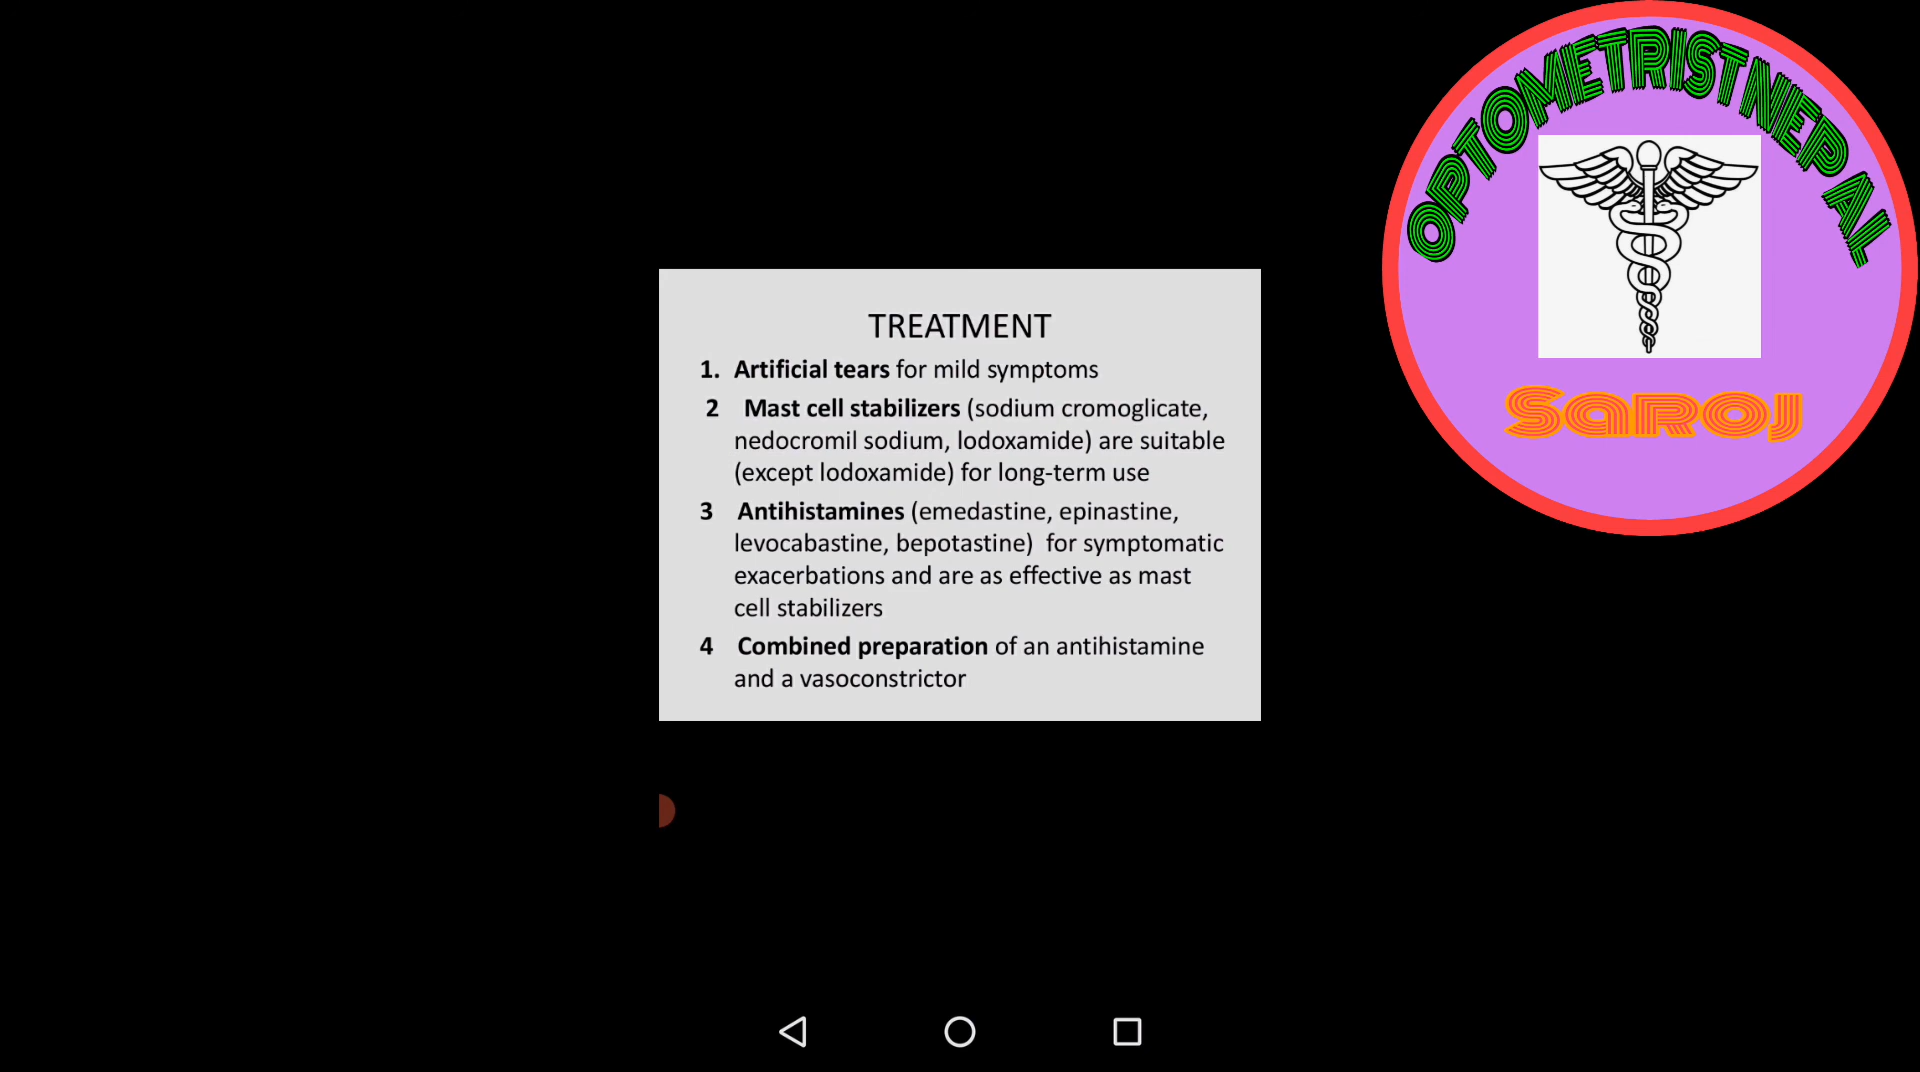 OPTOMETRISTNEPAL
Saroj
TREATMENT
1. Artificial tears for mild symptoms
2 Mast cell stabilizers (sodium cromoglicate,
nedocromil sodium, lodoxamide) are suitable
(except lodoxamide) for long-term use
3 Antihistamines (emedastine, epinastine,
levocabastine, bepotastine) for symptomatic
exacerbations and are as effective as mast
cell stabilizers
4 Combined preparation of an antihistamine
and a vasoconstrictor